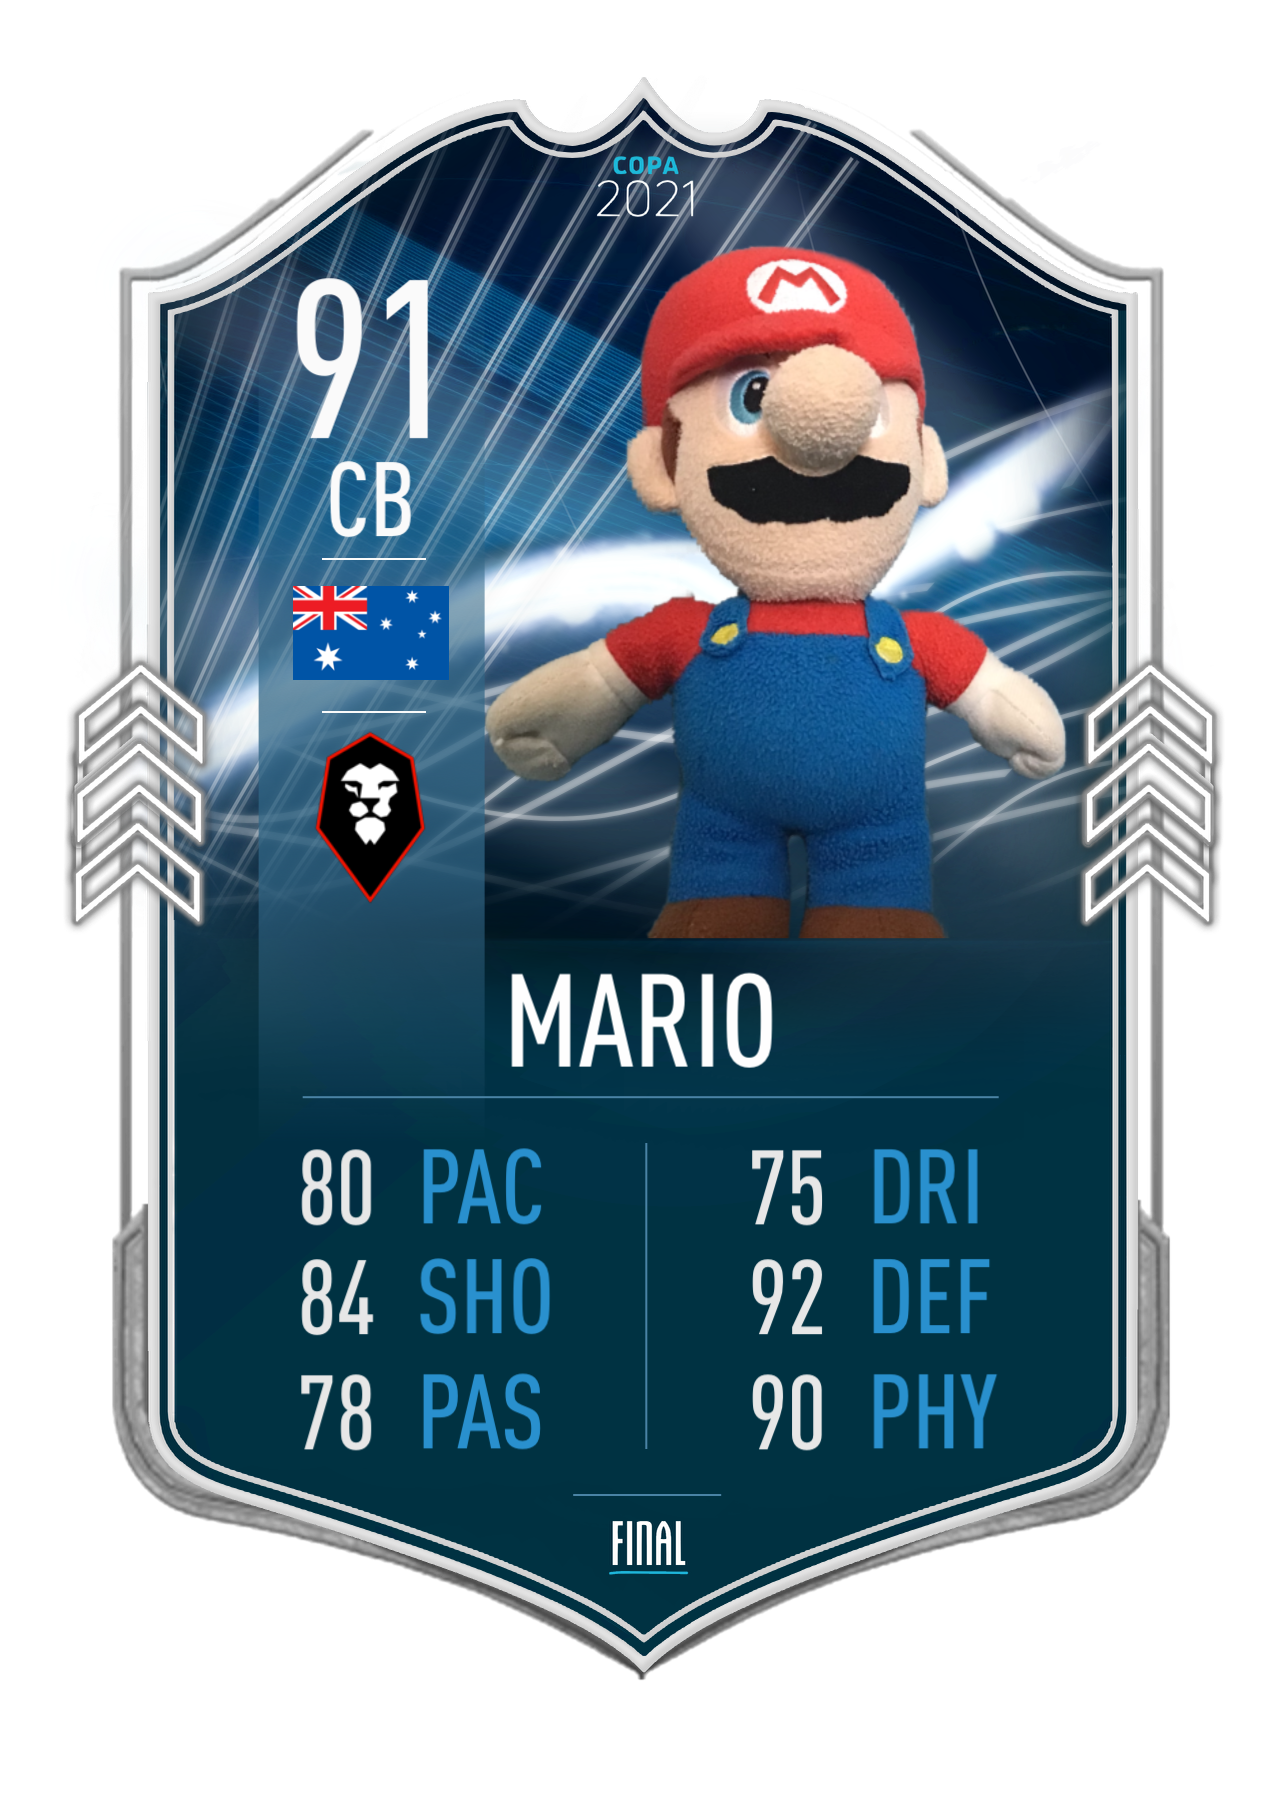 COPA
2021
91
CB
M
MARIO
80 PAC 75 DRI
84 SHO 92 DEF
78 PAS 90 PHY
FINAL